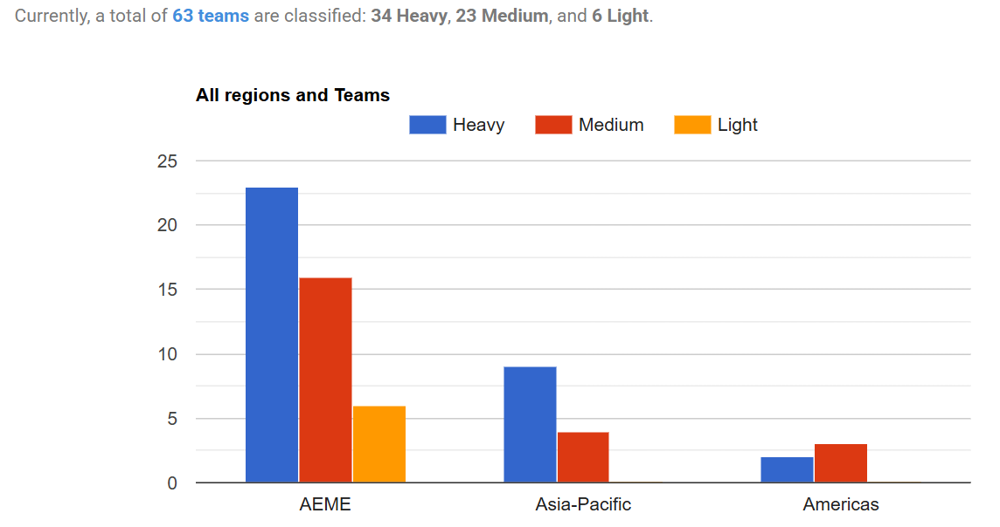 Currently, a total of 63 teams are classified: 34 Heavy, 23 Medium, and 6 Light.
All regions and Teams
Heavy Medium Light
25
20
15
10
5
0
AEME Asia-Pacific Americas